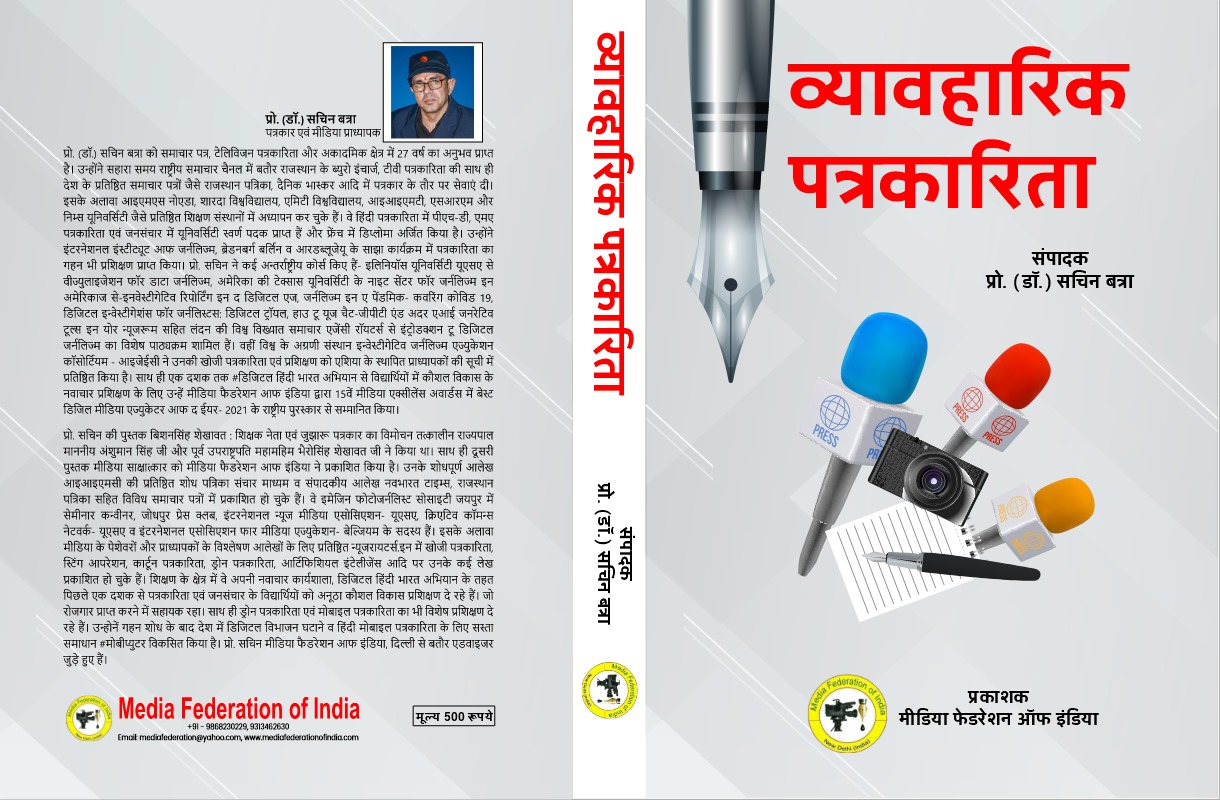 प्रो. (डॉ.) सचिन बत्रा
पत्रकार एवं मीडिया प्राध्यापक
प्रो. (डॉ.) सचिन बत्रा को समाचार पत्र, टेलिविजन पत्रकारिता और अकादमिक क्षेत्र में 27 वर्ष का अनुभव प्राप्त
है। उन्होंने सहारा समय राष्ट्रीय समाचार चैनल में बतौर राजस्थान के ब्युरो इंचार्ज, टीवी पत्रकारिता की साथ ही
देश के प्रतिष्ठित समाचार पत्रों जैसे राजस्थान पत्रिका, दैनिक भास्कर आदि में पत्रकार के तौर पर सेवाएं दी।
इसके अलावा आइएमएस नोएडा, शारदा विश्वविद्यालय, एमिटी विश्वविद्यालय, आइआइएमटी, एसआरएम और
निम्स यूनिवर्सिटी जैसे प्रतिष्ठित शिक्षण संस्थानों में अध्यापन कर चुके हैं। वे हिंदी पत्रकारिता में पीएच-डी, एमए
पत्रकारिता एवं जनसंचार में यूनिवर्सिटी स्वर्ण पदक प्राप्त हैं और फ्रेंच में डिप्लोमा अर्जित किया है। उन्होंने
इंटरनेशनल इंस्टीट्यूट आफ जर्नलिज्म, ब्रेडनबर्ग बर्लिन व आरडब्लूजेयू के साझा कार्यक्रम में पत्रकारिता का
गहन भी प्रशिक्षण प्राप्त किया। प्रो. सचिन ने कई अन्तर्राष्ट्रीय कोर्स किए हैं- इलिनियॉस यूनिवर्सिटी यूएसए से
वीज्युलाइजेशन फॉर डाटा जर्नलिज्म, अमेरिका की टेक्सास यूनिवर्सिटी के नाइट सेंटर फॉर जर्नलिज्म इन
अमेरिकाज से-इनवेस्टीगेटिव रिपोर्टिंग इन द डिजिटल एज, जर्नलिज्म इन ए पेंडमिक- कवरिंग कोविड 19,
डिजिटल इन्वेस्टीगेशंस फॉर जर्नलिस्टस: डिजिटल ट्रॉयल, हाउ टू यूज चैट-जीपीटी एंड अदर एआई जनरेटिव
टूल्स इन योर न्यूजरूम सहित लंदन की विश्व विख्यात समाचार एजेंसी रॉयटर्स से इंट्रोडक्शन टू डिजिटल
जर्नलिज्म का विशेष पाठ्यक्रम शामिल हैं। वहीं विश्व के अग्रणी संस्थान इन्वेस्टीगेटिव जर्नलिज्म एज्युकेशन
कॉसोर्टियम - आइजेईसी ने उनकी खोजी पत्रकारिता एवं प्रशिक्षण को एशिया के स्थापित प्राध्यापकों की सूची में
प्रतिष्ठित किया है। साथ ही एक दशक तक #डिजिटल हिंदी भारत अभियान से विद्यार्थियों में कौशल विकास के
नवाचार प्रशिक्षण के लिए उन्हें मीडिया फैडरेशन आफ इंडिया द्वारा 15वें मीडिया एक्सीलेंस अवार्डस में बेस्ट
डिजिल मीडिया एज्युकेटर आफ द ईयर- 2021 के राष्ट्रीय पुरस्कार से सम्मानित किया।
प्रो. सचिन की पुस्तक बिशनसिंह शेखावत : शिक्षक नेता एवं जुझारू पत्रकार का विमोचन तत्कालीन राज्यपाल
माननीय अंशुमान सिंह जी और पूर्व उपराष्ट्रपति महामहिम भैरोसिंह शेखावत जी ने किया था। साथ ही दूसरी
पुस्तक मीडिया साक्षात्कार को मीडिया फैडरेशन आफ इंडिया ने प्रकाशित किया है। उनके शोधपूर्ण आलेख
आइआइएमसी की प्रतिष्ठित शोध पत्रिका संचार माध्यम व संपादकीय आलेख नवभारत टाइम्स, राजस्थान
पत्रिका सहित विविध समाचार पत्रों में प्रकाशित हो चुके हैं। वे इमेजिन फोटोजर्नलिस्ट सोसाइटी जयपुर में
सेमीनार कन्वीनर, जोधपुर प्रेस क्लब, इंटरनेशनल न्यूज मीडिया एसोसिएशन- यूएसए, क्रिएटिव कॉमन्स
नेटवर्क- यूएसए व इंटरनेशनल एसोसिएशन फार मीडिया एज्युकेशन- बेल्जियम के सदस्य हैं। इसके अलावा
मीडिया के पेशेवरों और प्राध्यापकों के विश्लेषण आलेखों के लिए प्रतिष्ठित न्यूजरायटर्स.इन में खोजी पत्रकारिता,
स्टिंग आपरेशन, कार्टून पत्रकारिता, ड्रोन पत्रकारिता, आर्टिफिशियल इंटेलीजेंस आदि पर उनके कई लेख
प्रकाशित हो चुके हैं। शिक्षण के क्षेत्र में वे अपनी नवाचार कार्यशाला, डिजिटल हिंदी भारत अभियान के तहत
पिछले एक दशक से पत्रकारिता एवं जनसंचार के विद्यार्थियों को अनूठा कौशल विकास प्रशिक्षण दे रहे हैं। जो
रोजगार प्राप्त करने में सहायक रहा। साथ ही ड्रोन पत्रकारिता एवं मोबाइल पत्रकारिता का भी विशेष प्रशिक्षण दे
रहे हैं। उन्होनें गहन शोध के बाद देश में डिजिटल विभाजन घटाने व हिंदी मोबाइल पत्रकारिता के लिए सस्ता
समाधान #मोबीप्युटर विकसित किया है। प्रो. सचिन मीडिया फैडरेशन आफ इंडिया, दिल्ली से बतौर एडवाइजर
जुड़े हुए हैं।
Media Federation of India
+91 - 9868230229, 9313462630
Email: mediafederation@yahoo.com, www.mediafederationofindia.com
मूल्य 500 रूपये
व्यावहारिक पत्रकारिता
संपादक
प्रो. (डॉ.) सचिन बत्रा
व्यावहारिक
पत्रकारिता
संपादक
प्रो. (डॉ.) सचिन बत्रा
PRESS
PRESS
PRESS
प्रकाशक
मीडिया फेडरेशन ऑफ इंडिया
Media Federation of India
New Delhi (India)